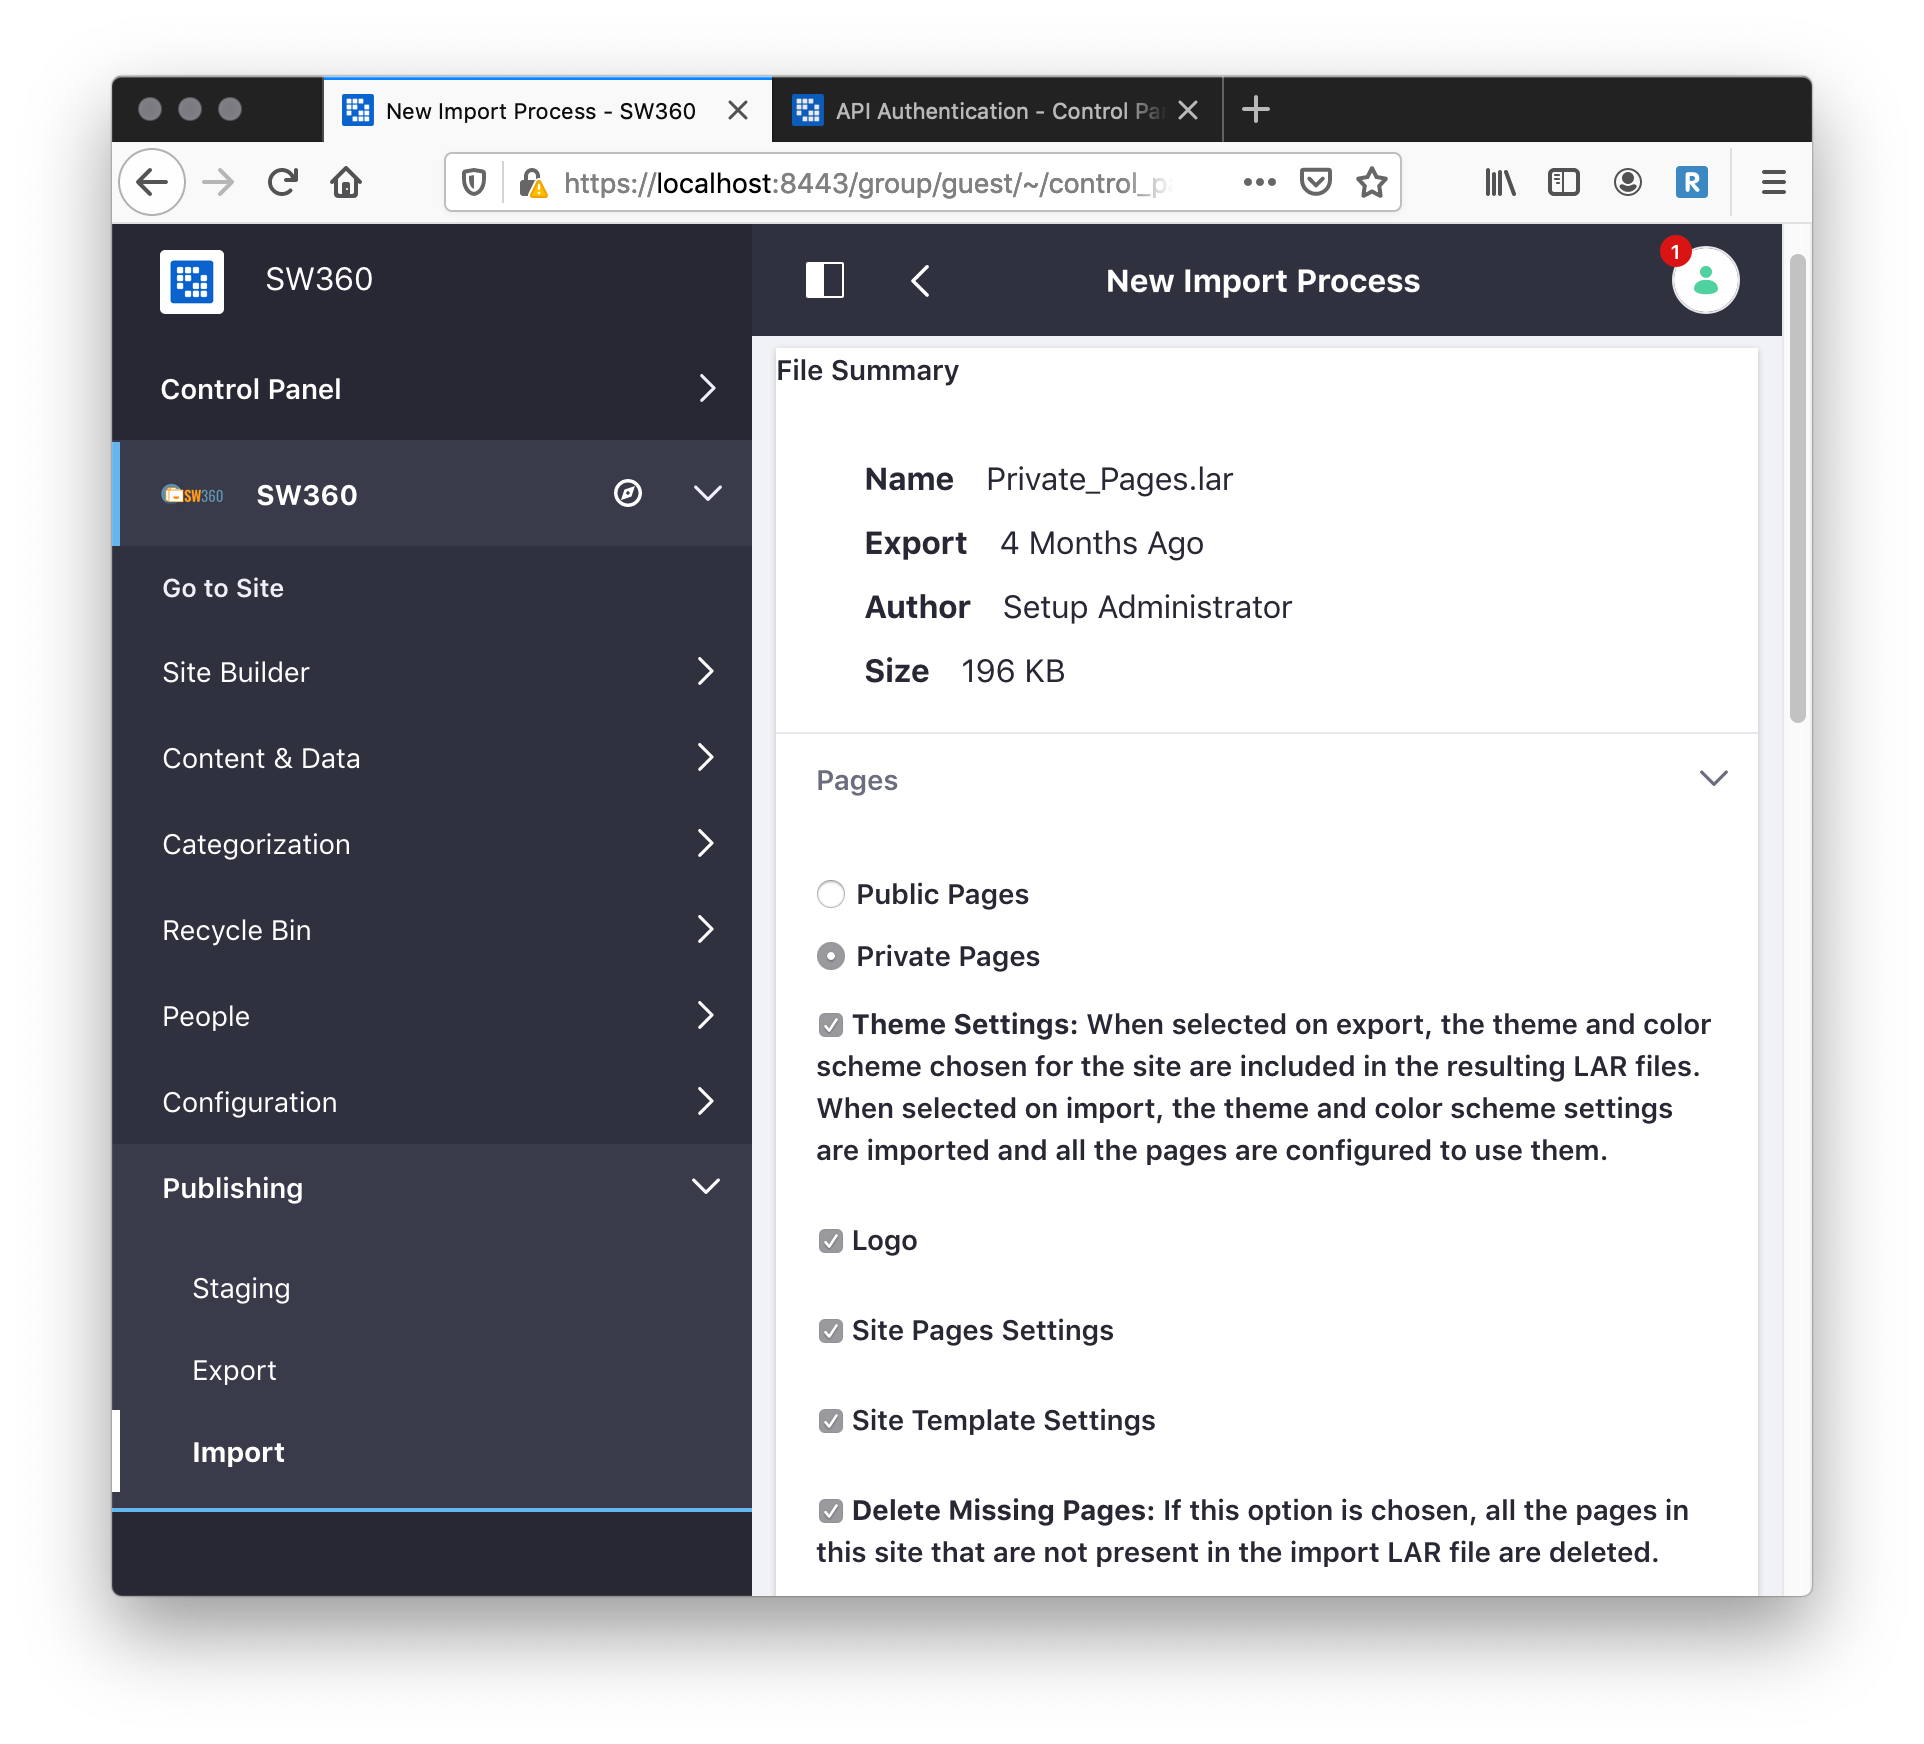 New Import Process - SW360
API Authentication - Control Pa
https://localhost:8443/group/guest/~/control_p
R
SW360
New Import Process
1
Control Panel
SW360
SW360
Go to Site
Site Builder
Content & Data
Categorization
Recycle Bin
People
Configuration
Publishing
Staging
Export
Import
File Summary
Name Private_Pages.lar
Export 4 Months Ago
Author Setup Administrator
Size 196 KB
Pages
Public Pages
Private Pages
Theme Settings: When selected on export, the theme and color
scheme chosen for the site are included in the resulting LAR files.
When selected on import, the theme and color scheme settings
are imported and all the pages are configured to use them.
Logo
Site Pages Settings
Site Template Settings
Delete Missing Pages: If this option is chosen, all the pages in
this site that are not present in the import LAR file are deleted.